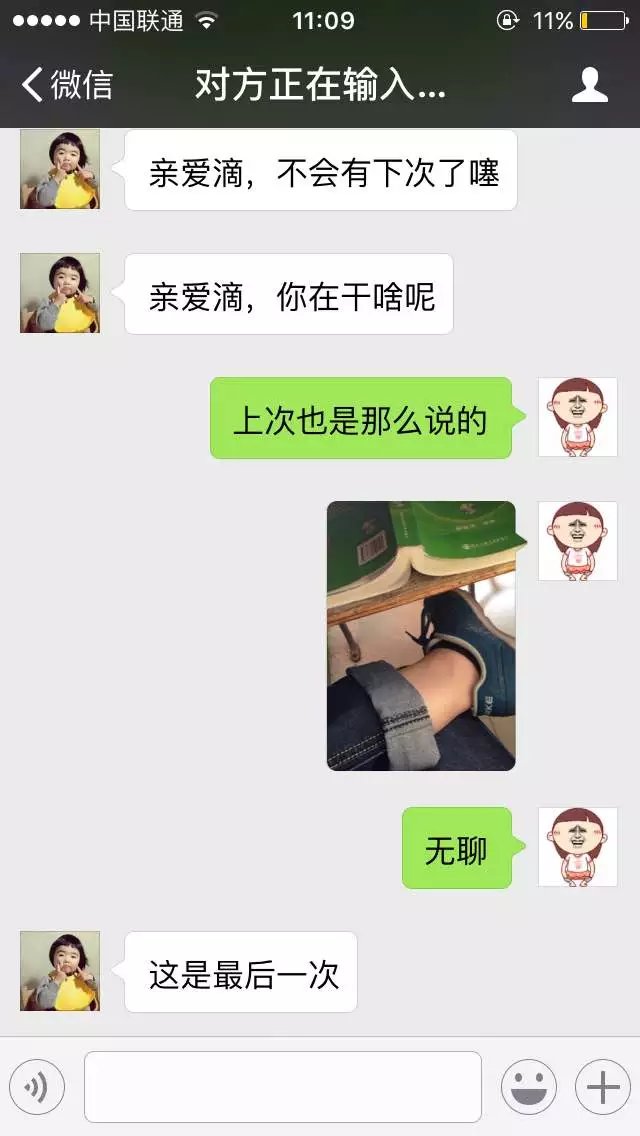 中国联通 11:09 11%
微信 对方正在输入...
亲爱滴，不会有下次了噻
亲爱滴，你在干啥呢
上次也是那么说的
无聊
这是最后一次